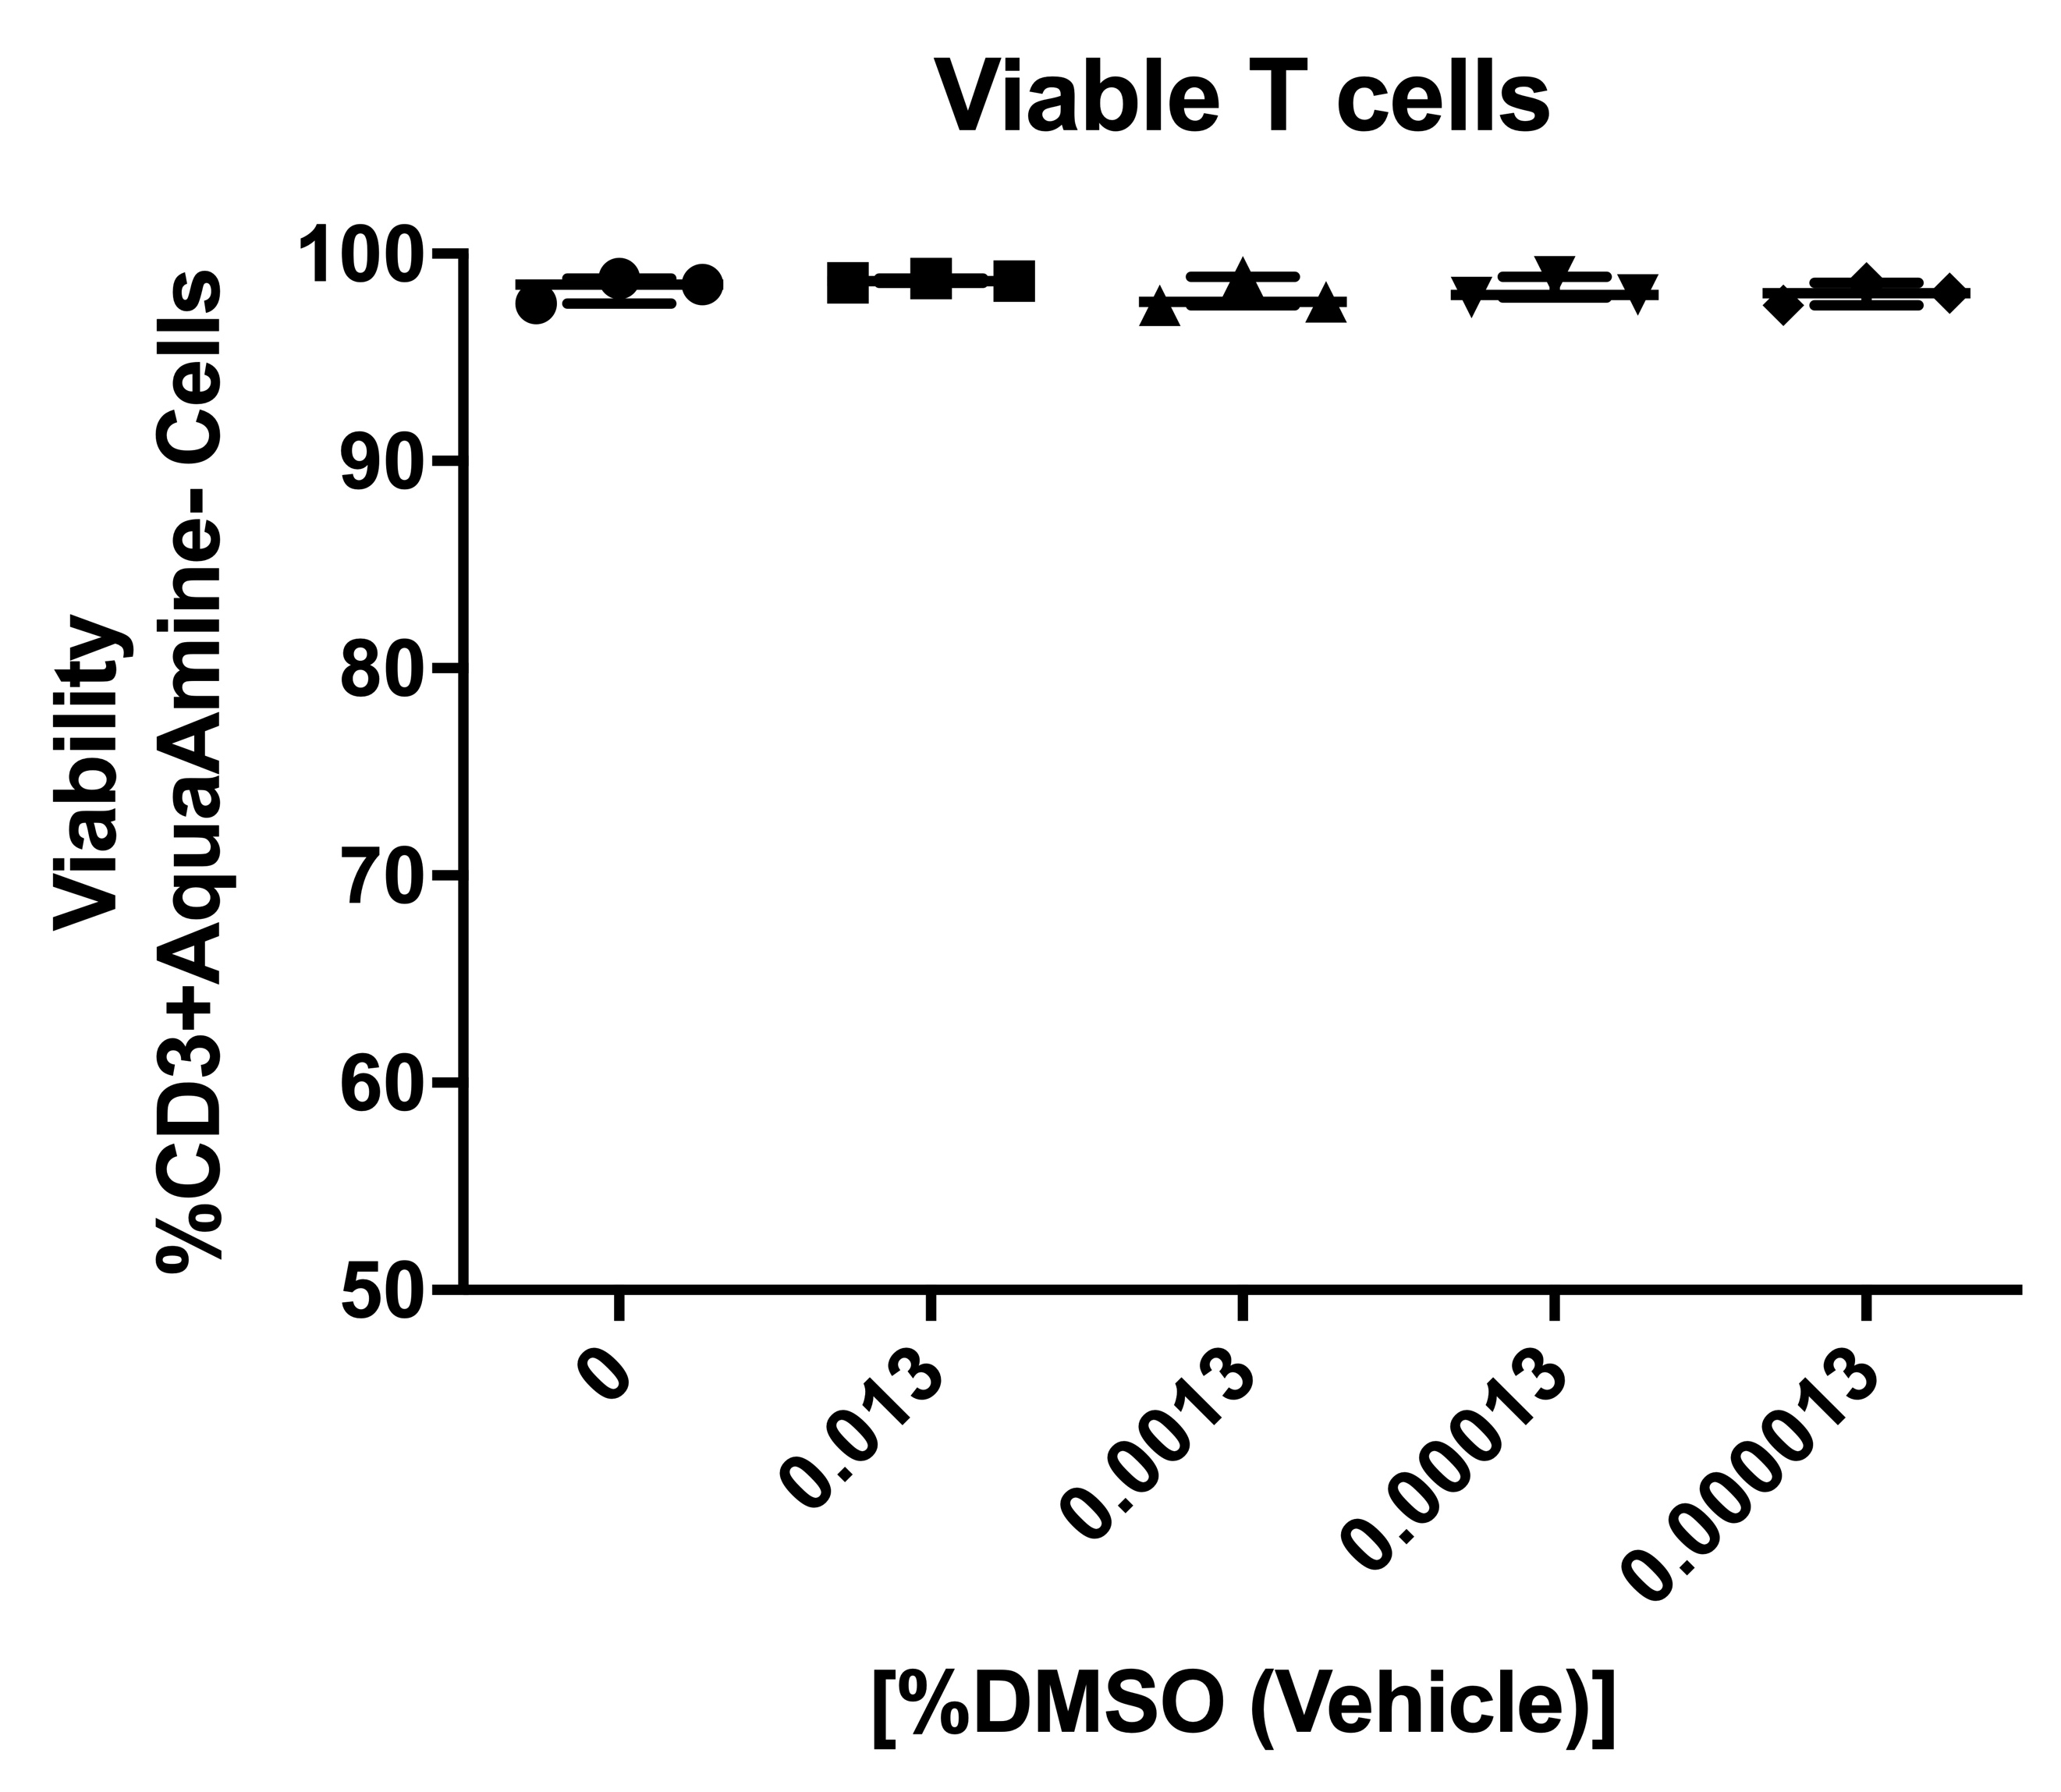 Viable T cells
Viability
%CD3+AquaAmine- Cells
100
90
80
70
60
50
0
0.013
0.0013
0.00013
0.000013
[%DMSO (Vehicle)]